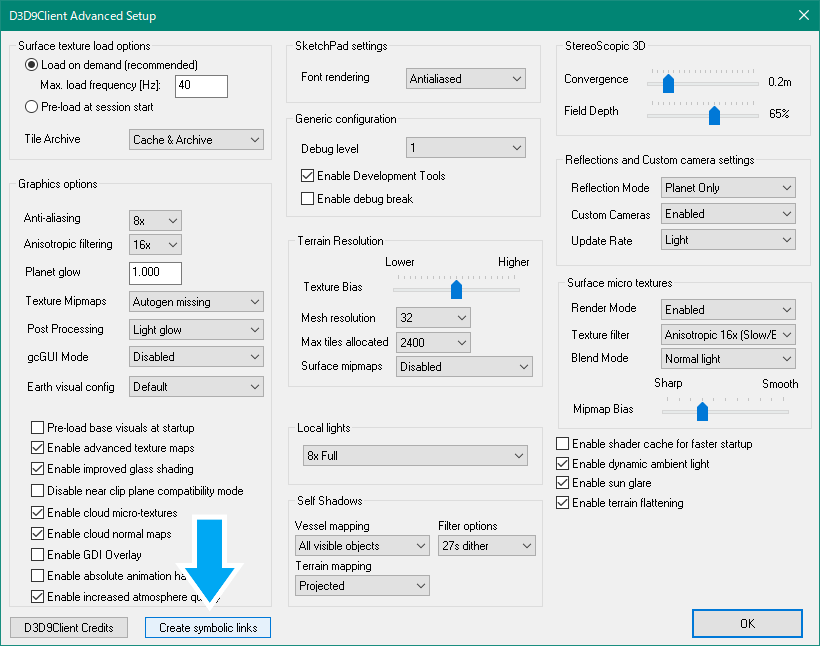 D3D9Client Advanced Setup
Surface texture load options
Load on demand (recommended)
Max. load frequency [Hz]: 40
Pre-load at session start
Tile Archive Cache & Archive
Graphics options
Anti-aliasing 8x
Anisotropic filtering 16x
Planet glow 1.000
Texture Mipmaps Autogen missing
Post Processing Light glow
gcGUI Mode Disabled
Earth visual config Default
Pre-load base visuals at startup
Enable advanced texture maps
Enable improved glass shading
Disable near clip plane compatibility mode
Enable cloud micro-textures
Enable cloud normal maps
Enable GDI Overlay
Enable absolute animation
Enable increased atmosphere
D3D9Client Credits
Create symbolic links
SketchPad settings
Font rendering Antialiased
Generic configuration
Debug level 1
Enable Development Tools
Enable debug break
Terrain Resolution
Lower Higher
Texture Bias
Mesh resolution 32
Max tiles allocated 2400
Surface mipmaps Disabled
Local lights
8x Full
Self Shadows
Vessel mapping Filter options
All visible objects 27s dither
Terrain mapping
Projected
StereoScopic 3D
Convergence 0.2m
Field Depth 65%
Reflections and Custom camera settings
Reflection Mode Planet Only
Custom Cameras Enabled
Update Rate Light
Surface micro textures
Render Mode Enabled
Texture filter Anisotropic 16x (Slow/E
Blend Mode Normal light
Sharp Smooth
Mipmap Bias
Enable shader cache for faster startup
Enable dynamic ambient light
Enable sun glare
Enable terrain flattening
OK